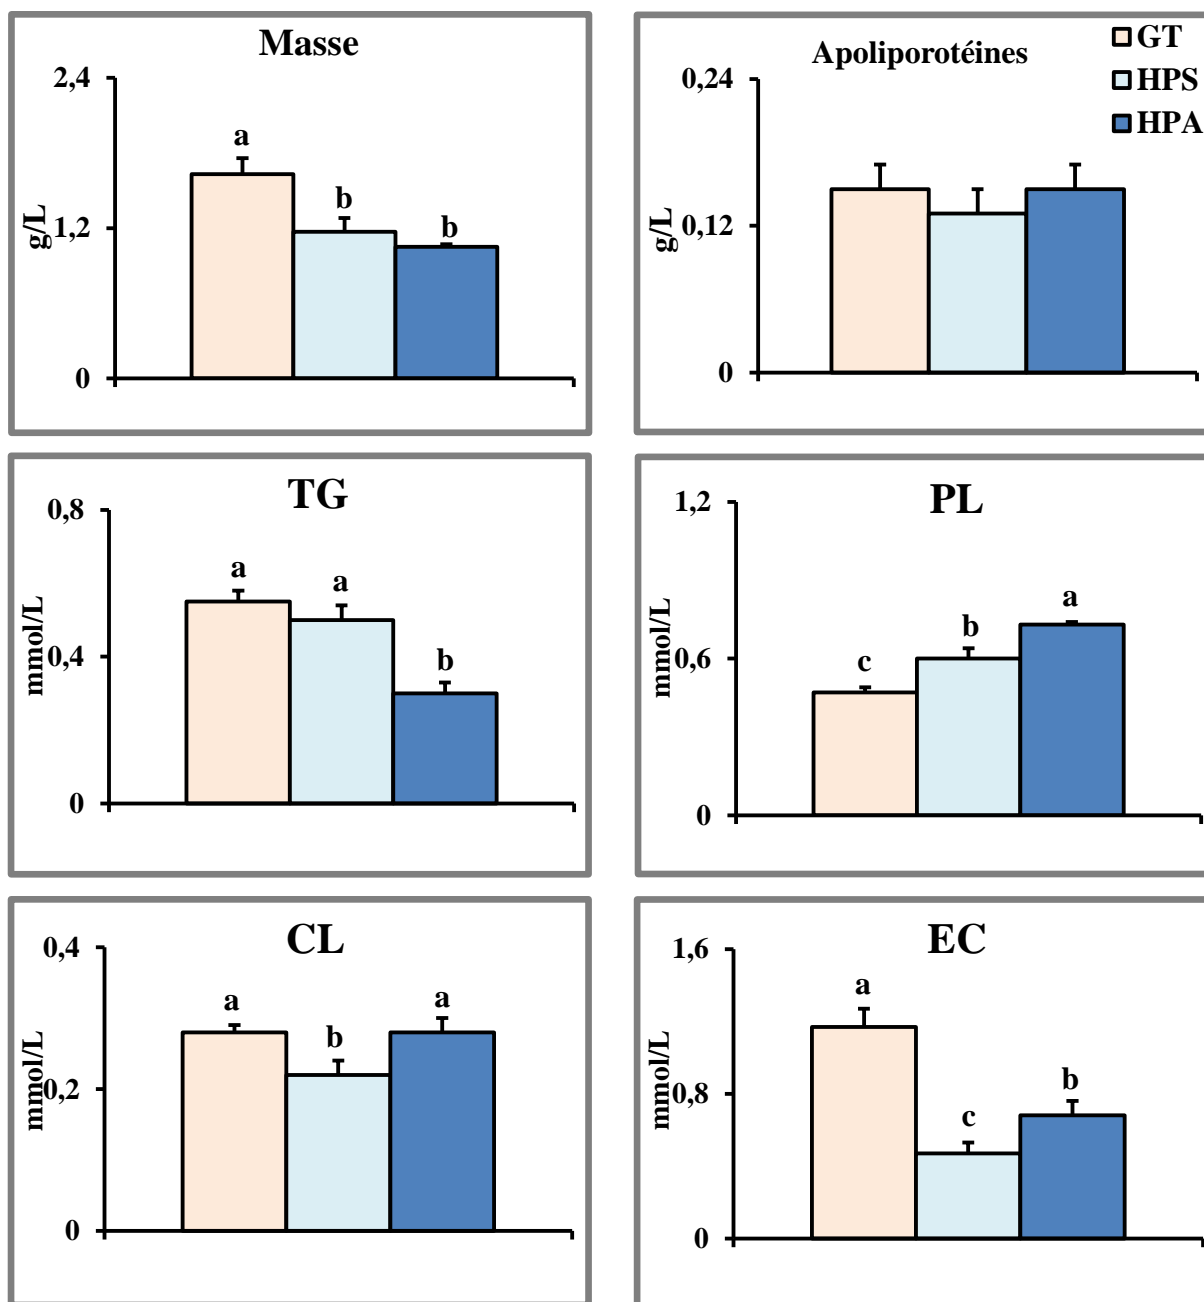 Masse
2,4
a
b
b
g/L
1,2
0
Apoliporotéines
GT
HPS
HPA
0,24
g/L
0,12
0
TG
0,8
a
a
b
mmol/L
0,4
0
PL
1,2
a
b
c
mmol/L
0,6
0
CL
0,4
a
b
a
mmol/L
0,2
0
EC
1,6
a
c
b
mmol/L
0,8
0